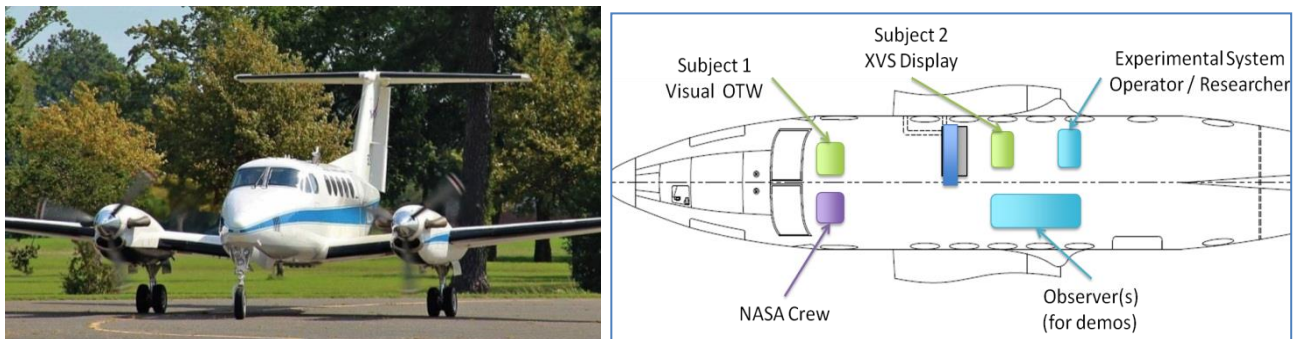 Subject 1
Visual OTW
Subject 2
XVS Display
Experimental System
Operator / Researcher
NASA Crew
Observer(s)
(for demos)